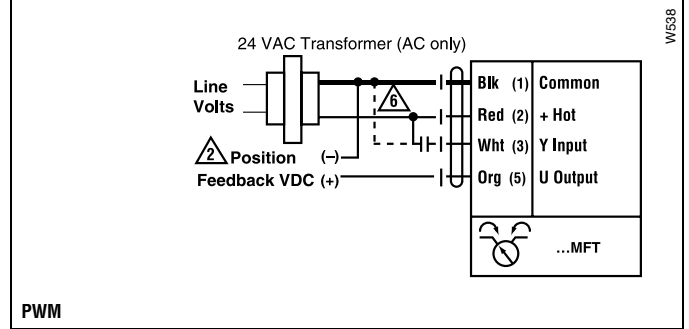 W538
24 VAC Transformer (AC only)
Line
Volts
6
2 Position (–)
Feedback VDC (+)
Blk (1) Common
Red (2) + Hot
Wht (3) Y Input
Org (5) U Output
...MFT
PWM